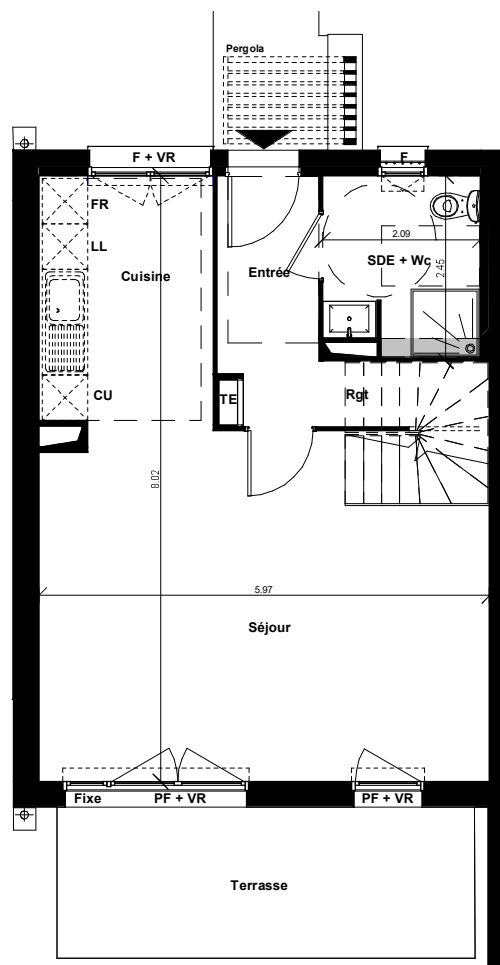 Pergola
F + VR
F
FR
LL
Cuisine
Entrée
2.09
SDE + Wc
2.45
CU
TE
Rgt
8.02
5.97
Séjour
Fixe
PF + VR
PF + VR
Terrasse